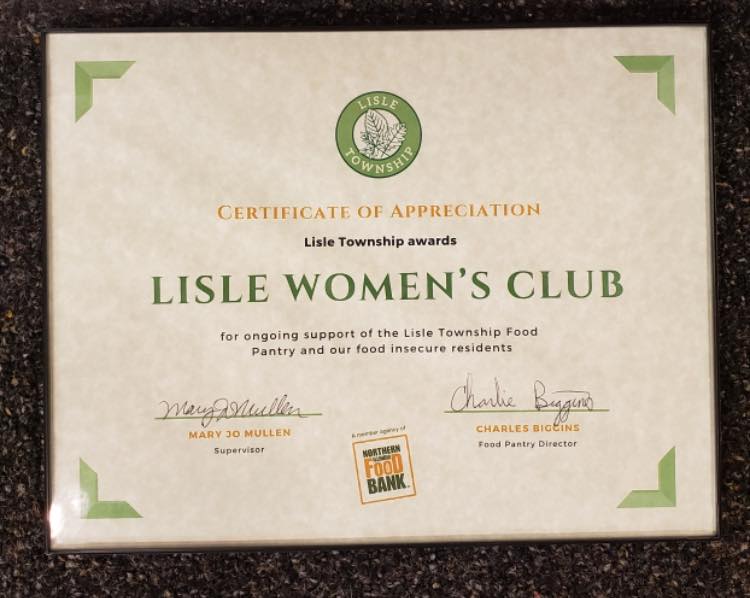 LISLE
TOWNSHIP
CERTIFICATE OF APPRECIATION
Lisle Township awards
LISLE WOMEN'S CLUB
for ongoing support of the Lisle Township Food
Pantry and our food insecure residents
Mary Jo Mullen
MARY JO MULLEN
Supervisor
Charlie Biggins
CHARLES BIGGINS
Food Pantry Director
A member agency of
NORTHERN
ILLINOIS
FOOD
BANK